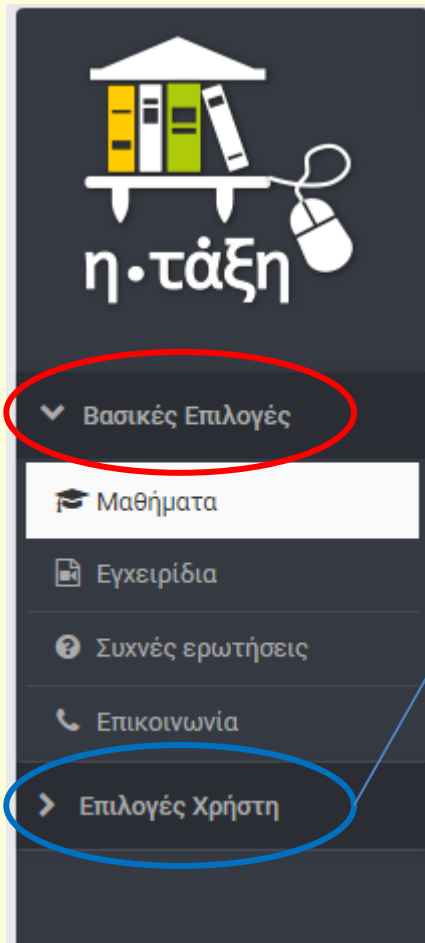 η•τάξη
Βασικές Επιλογές
Μαθήματα
Εγχειρίδια
Συχνές ερωτήσεις
Επικοινωνία
Επιλογές Χρήστη